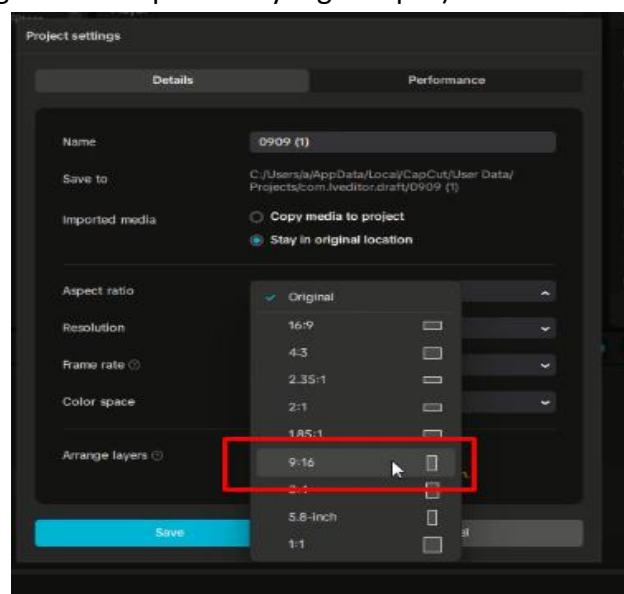 Project settings
Details Performance
Name 0909 (1)
Save to C:/Users/a/AppData/Local/CapCut/User Data/
Projects/com.lveditor.draft/0909 (1)
Imported media Copy media to project
Stay in original location
Aspect ratio Original
16:9
Resolution
4:3
Frame rate
2.35:1
Color space 2:1
1.85:1
Arrange layers 9:16
5.8-inch
Save
1:1